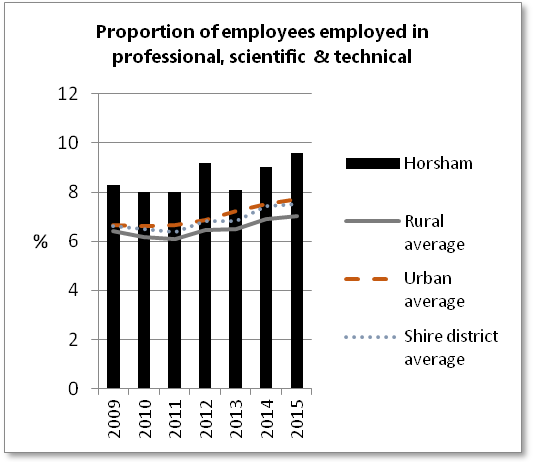 Proportion of employees employed in
professional, scientific & technical
12
10
8
6
4
2
0
%
2009
2010
2011
2012
2013
2014
2015
Horsham
Rural
average
Urban
average
Shire district
average